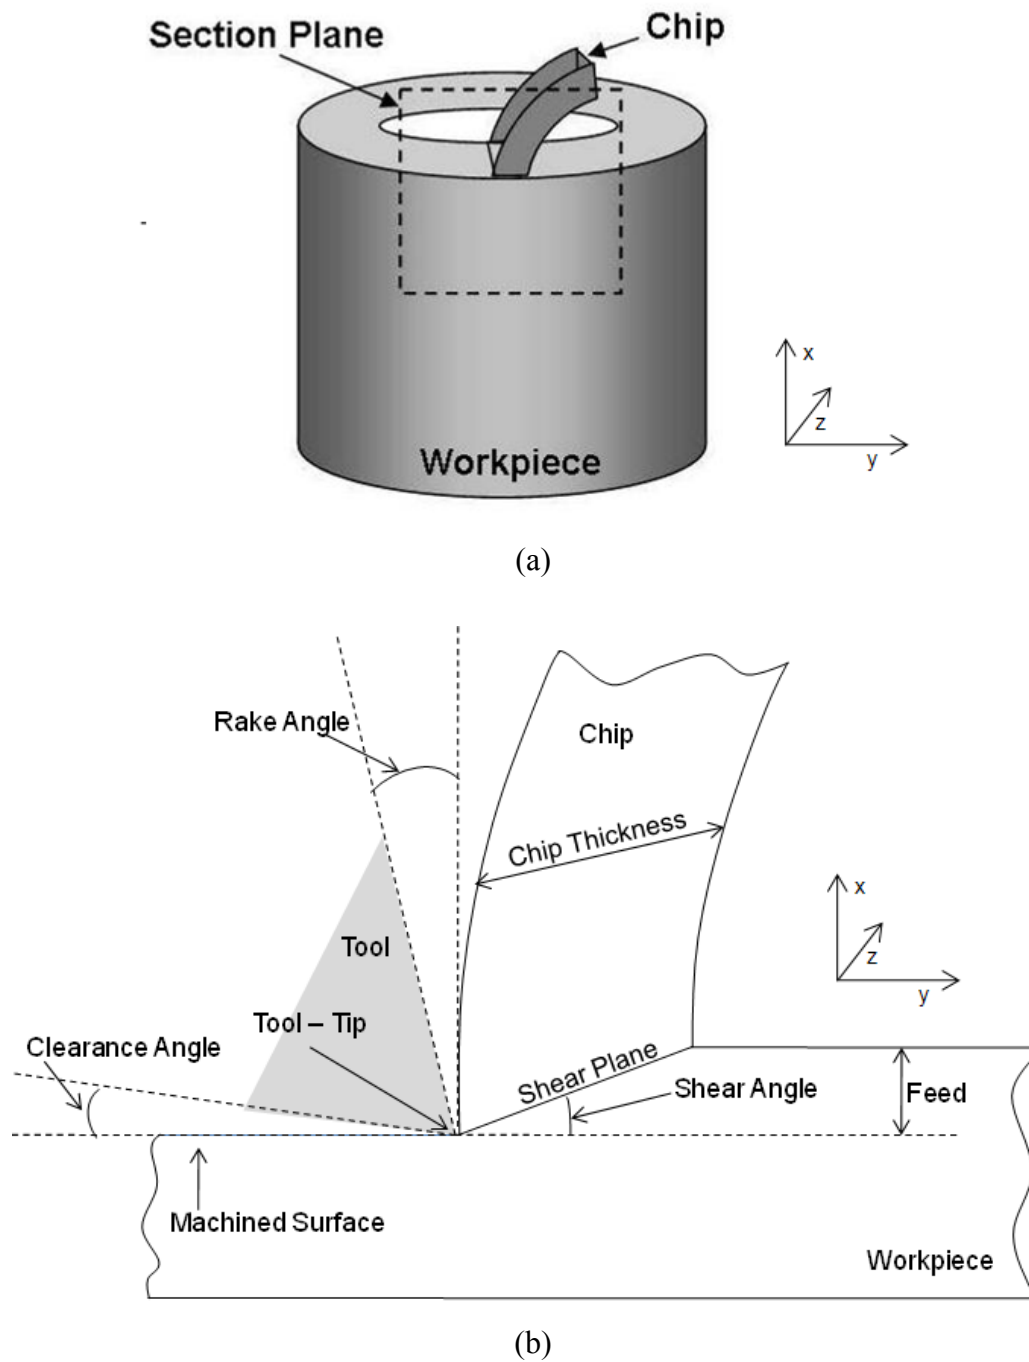 Section Plane
Chip
-
x
z
y
Workpiece
(a)
Rake Angle
Chip
Chip Thickness
x
z
y
Tool
Tool – Tip
Clearance Angle
Shear Plane
Shear Angle
Feed
Machined Surface
Workpiece
(b)